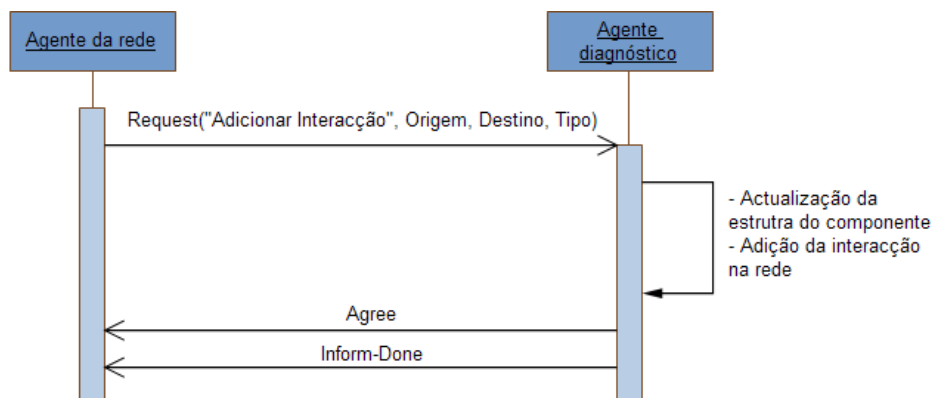 Agente da rede
Agente
diagnóstico
Request("Adicionar Interacção", Origem, Destino, Tipo)
- Actualização da
estrutra do componente
- Adição da interacção
na rede
Agree
Inform-Done